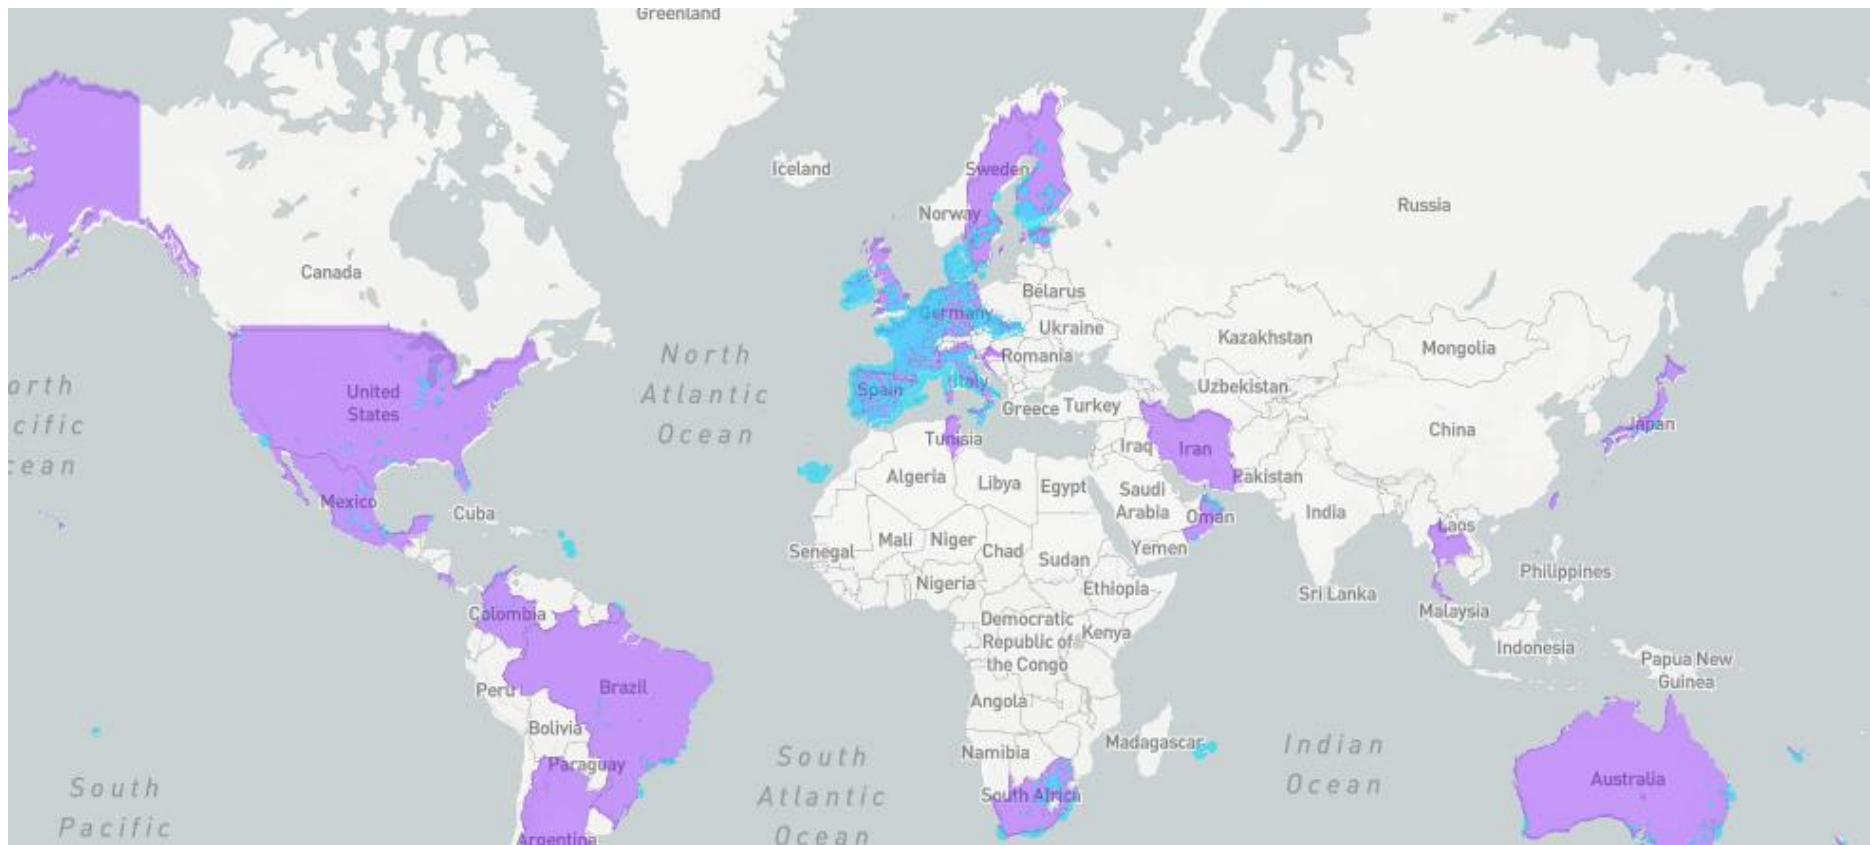 Greenland
Iceland
Sweden
Norway
Russia
Canada
Belarus
Germany
Ukraine
Kazakhstan
Mongolia
Romania
North
Atlantic
Ocean
orth
cific
cean
United
States
Spain
Italy
Uzbekistan
Greece
Turkey
Japan
China
Tunisia
Iraq
Iran
Pakistan
Algeria
Libya
Egypt
Saudi
Arabia
Mexico
Cuba
Oman
India
Laos
Senegal
Mali
Niger
Chad
Sudan
Yemen
Nigeria
Ethiopia
Philippines
Sri Lanka
Malaysia
Colombia
Democratic
Republic of
the Congo
Kenya
Indonesia
Papua New
Guinea
Peru
Brazil
Angola
Bolivia
Namibia
Madagascar
Paraguay
South
Pacific
South
Atlantic
Ocean
Indian
Ocean
South Africa
Australia
Argentina